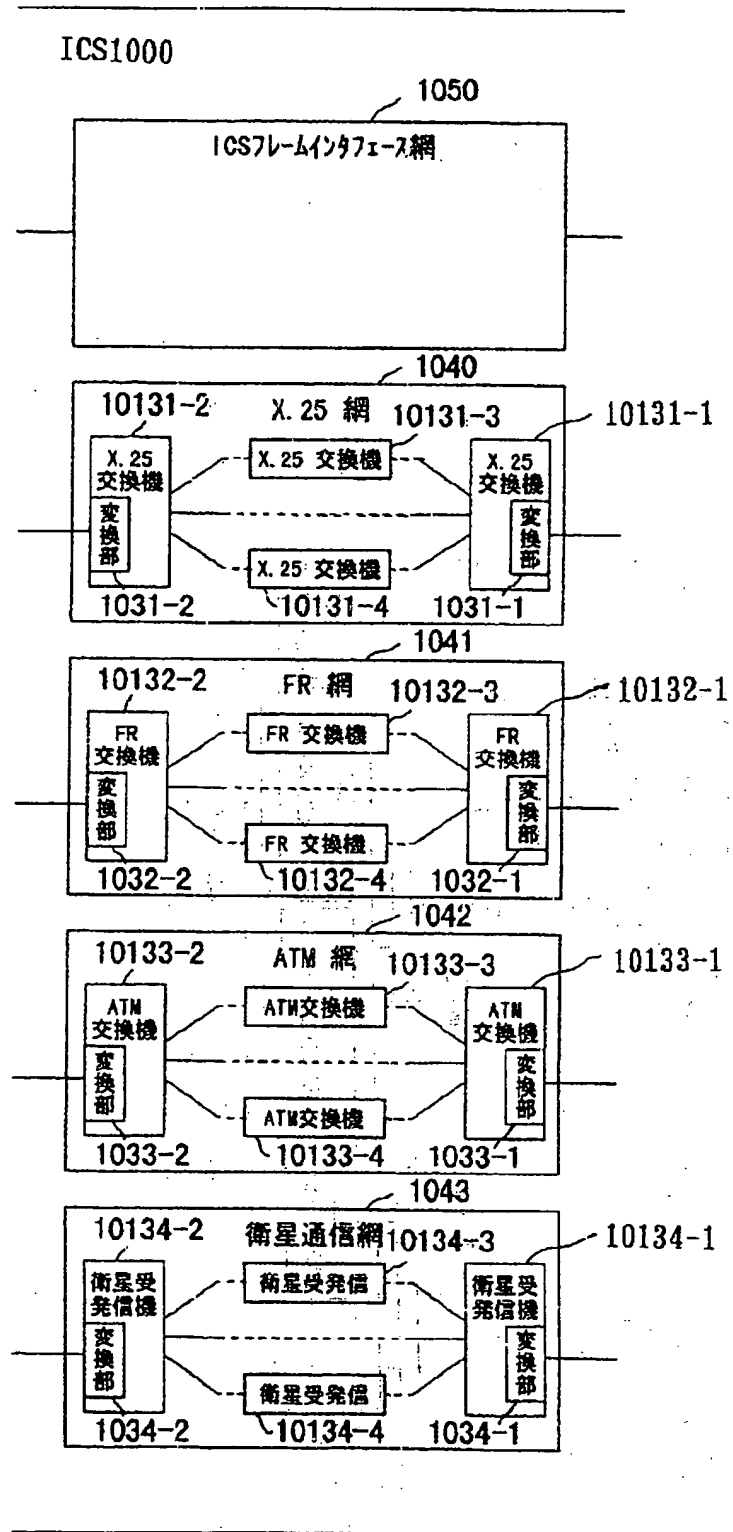 ICS1000
1050
ICSフレームインタフェース網
1040
10131-2
X.25 網
10131-3
10131-1
X.25
交換機
X.25 交換機
X.25
交換機
変換部
変換部
X.25 交換機
1031-2
10131-4
1031-1
1041
10132-2
FR 網
10132-3
10132-1
FR
交換機
FR 交換機
FR
交換機
変換部
変換部
FR 交換機
1032-2
10132-4
1032-1
1042
10133-2
ATM 網
10133-3
10133-1
ATM
交換機
ATM交換機
ATM
交換機
変換部
変換部
ATM交換機
1033-2
10133-4
1033-1
1043
10134-2
衛星通信網
10134-3
10134-1
衛星受
発信機
衛星受発信
衛星受
発信機
変換部
変換部
衛星受発信
1034-2
10134-4
1034-1